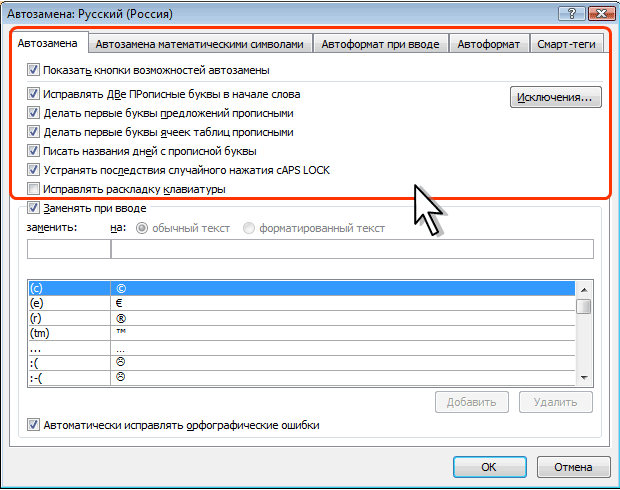 Автозамена: Русский (Россия)
Автозамена Автозамена математическими символами Автоформат при вводе Автоформат Смарт-теги
Показать кнопки возможностей автозамены
Исправлять ДВе ПРописные буквы в начале слова Исключения...
Делать первые буквы предложений прописными
Делать первые буквы ячеек таблиц прописными
Писать названия дней с прописной буквы
Устранять последствия случайного нажатия cAPS LOCK
Исправлять раскладку клавиатуры
Заменять при вводе
заменить: на: обычный текст форматированный текст
(c) ©
(e) €
(r) ®
(tm) ™
... …
:( ☹
:-( ☹
Добавить Удалить
Автоматически исправлять орфографические ошибки
ОК Отмена